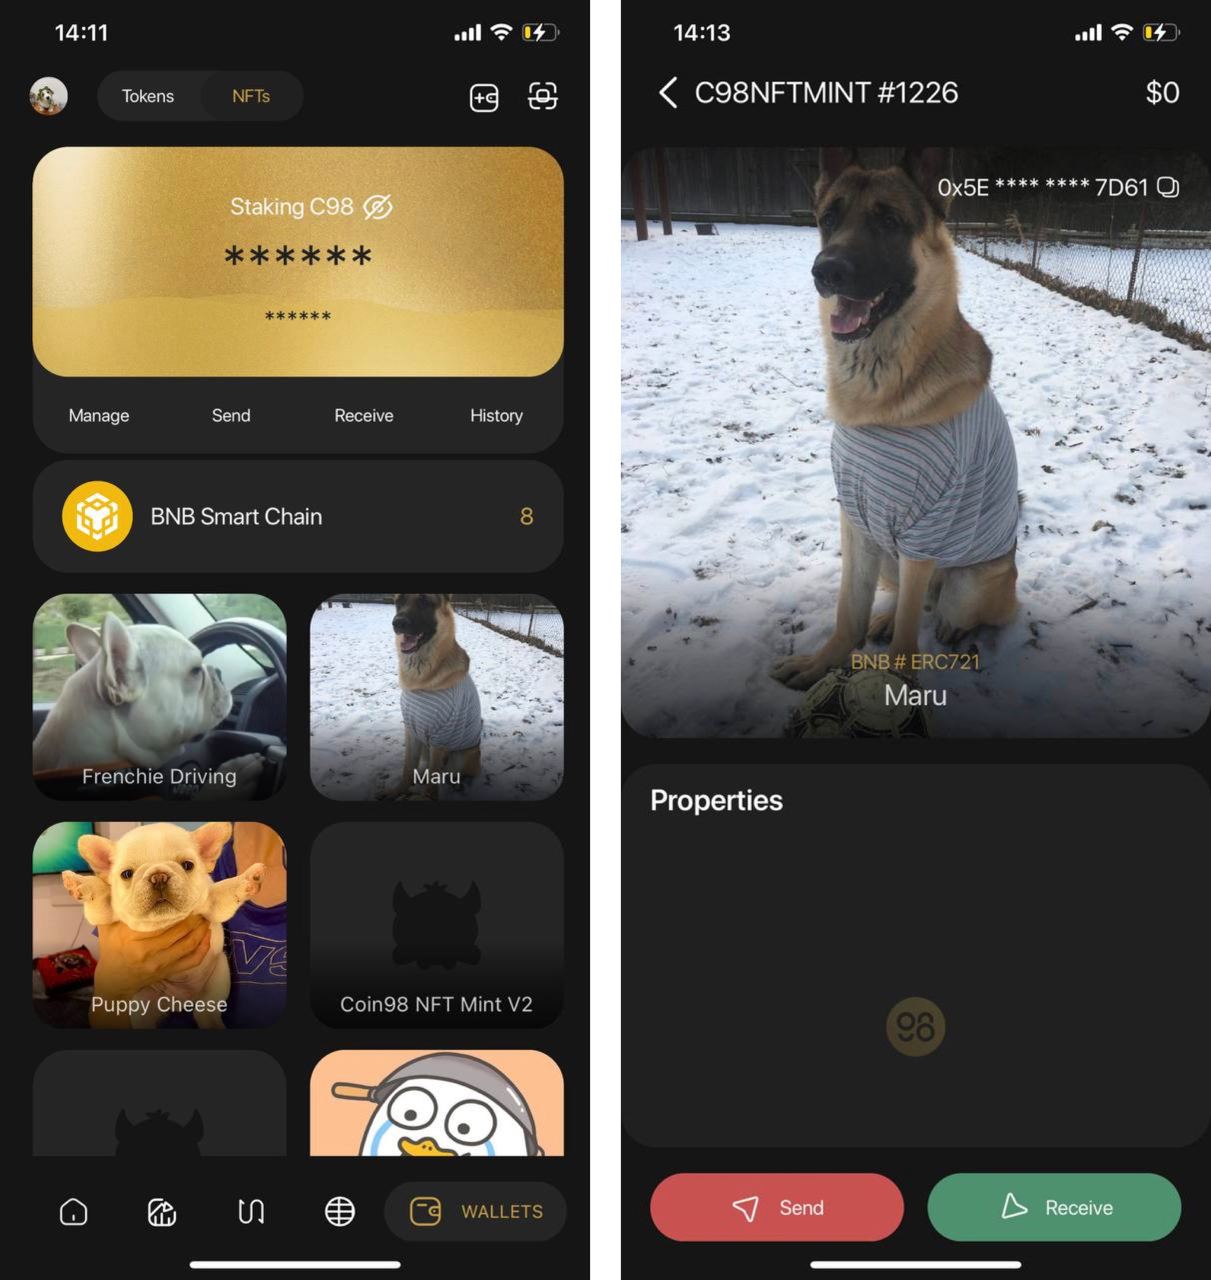 14:11
Tokens
NFTs
Staking C98
******
******
Manage
Send
Receive
History
BNB Smart Chain
8
Frenchie Driving
Maru
Puppy Cheese
Coin98 NFT Mint V2
WALLETS
14:13
C98NFTMINT #1226
$0
0x5E **** **** 7D61
BNB # ERC721
Maru
Properties
98
Send
Receive